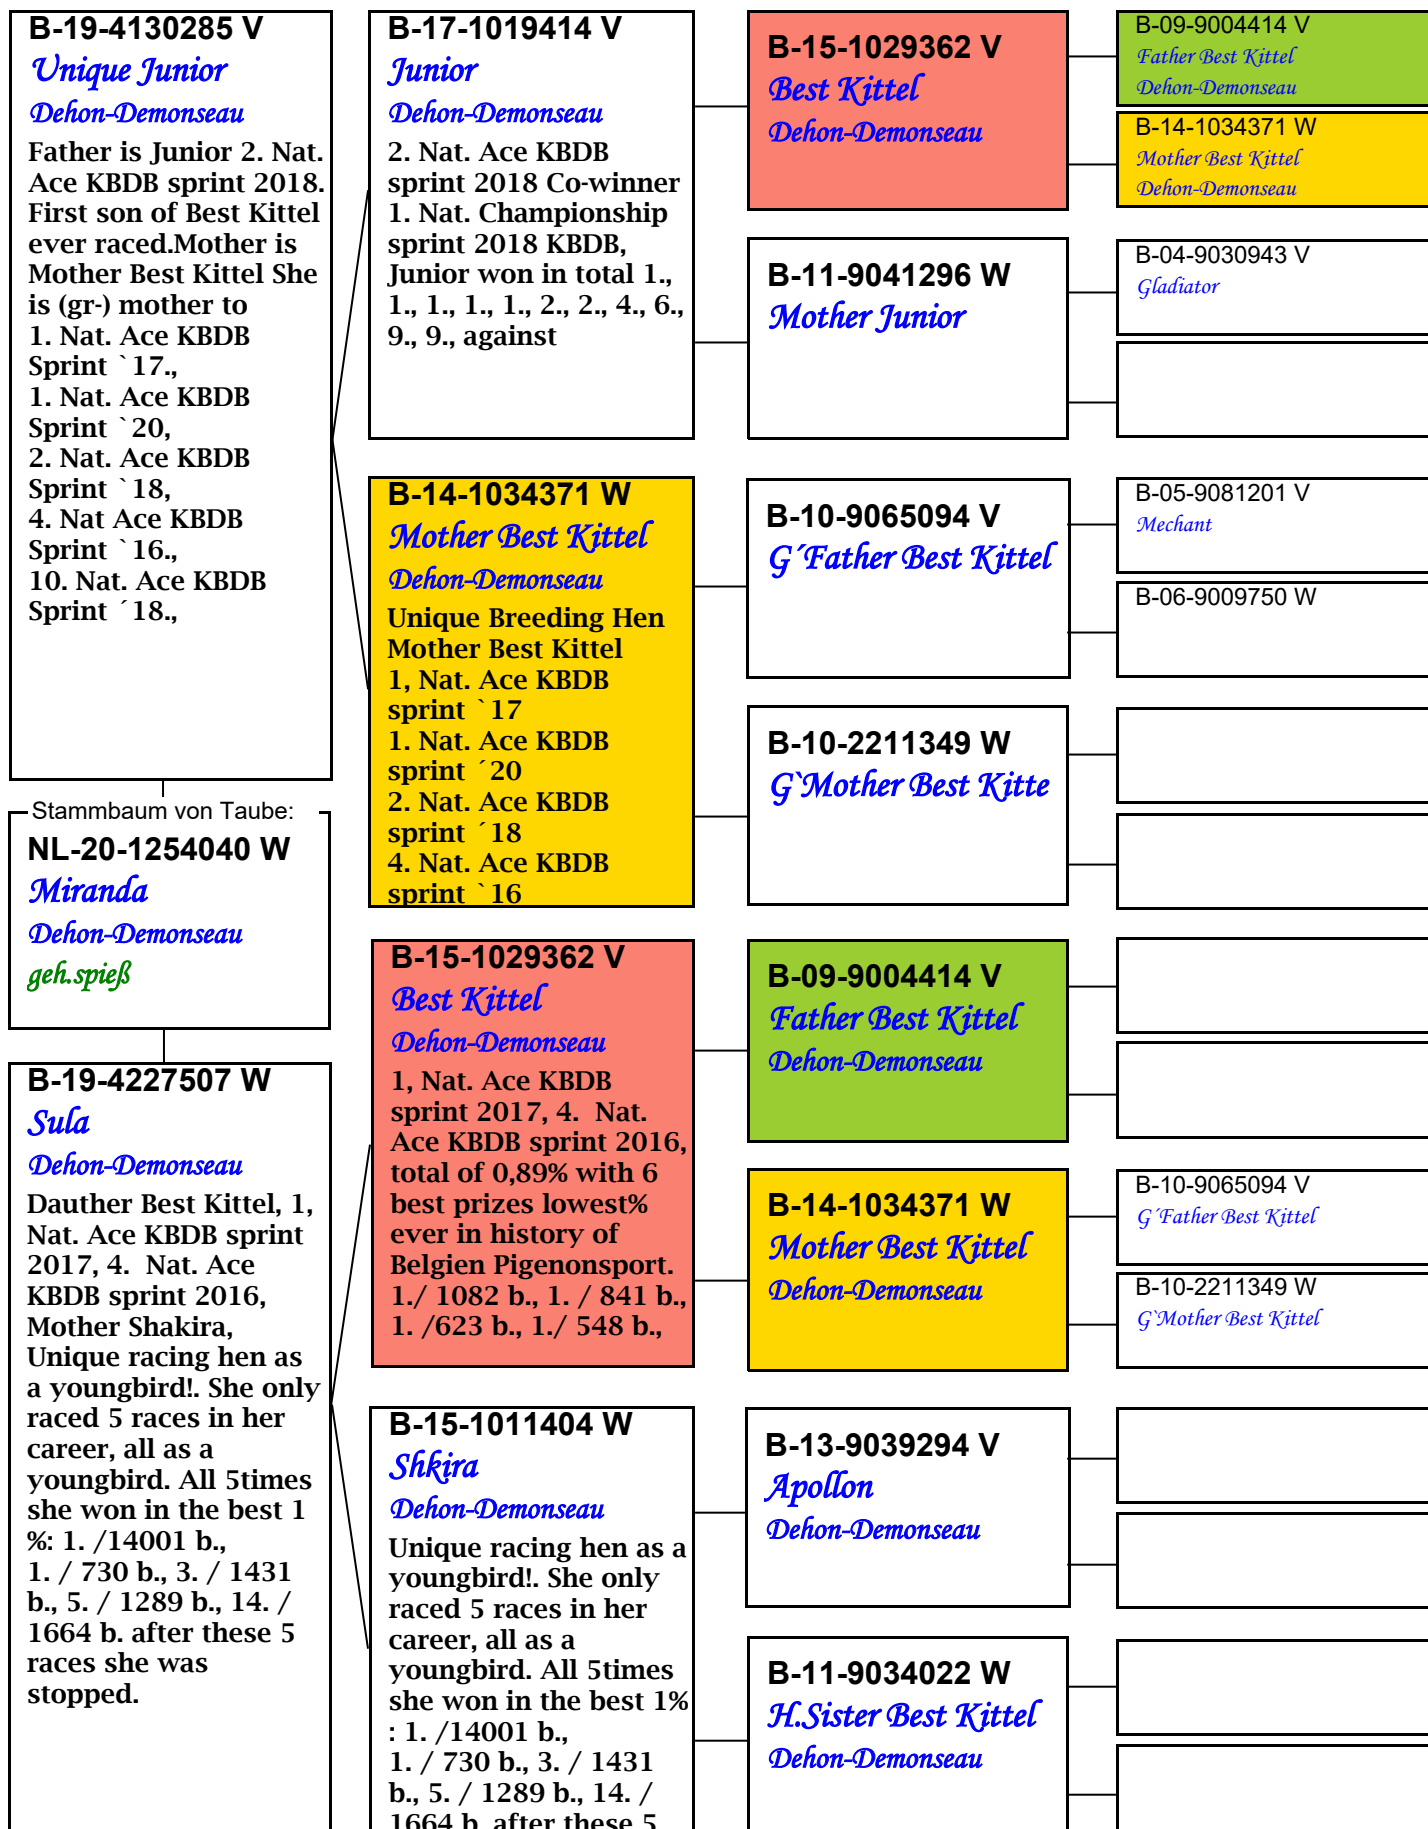 B-19-4130285 V
Unique Junior
Dehon-Demonseau
Father is Junior 2. Nat.
Ace KBDB sprint 2018.
First son of Best Kittel
ever raced.Mother is
Mother Best Kittel She
is (gr-) mother to
1. Nat. Ace KBDB
Sprint `17.,
1. Nat. Ace KBDB
Sprint `20,
2. Nat. Ace KBDB
Sprint `18,
4. Nat Ace KBDB
Sprint `16.,
10. Nat. Ace KBDB
Sprint ´18.,
Stammbaum von Taube:
NL-20-1254040 W
Miranda
Dehon-Demonseau
geh.spieß
B-19-4227507 W
Sula
Dehon-Demonseau
Dauther Best Kittel, 1,
Nat. Ace KBDB sprint
2017, 4.  Nat. Ace
KBDB sprint 2016,
Mother Shakira,
Unique racing hen as
a youngbird!. She only
raced 5 races in her
career, all as a
youngbird. All 5times
she won in the best 1
%: 1. /14001 b.,
1. / 730 b., 3. / 1431
b., 5. / 1289 b., 14. /
1664 b. after these 5
races she was
stopped.
B-17-1019414 V
Junior
Dehon-Demonseau
2. Nat. Ace KBDB
sprint 2018 Co-winner
1. Nat. Championship
sprint 2018 KBDB,
Junior won in total 1.,
1., 1., 1., 1., 2., 2., 4., 6.,
9., 9., against
B-14-1034371 W
Mother Best Kittel
Dehon-Demonseau
Unique Breeding Hen
Mother Best Kittel
1, Nat. Ace KBDB
sprint `17
1. Nat. Ace KBDB
sprint ´20
2. Nat. Ace KBDB
sprint ´18
4. Nat. Ace KBDB
sprint `16
B-15-1029362 V
Best Kittel
Dehon-Demonseau
1, Nat. Ace KBDB
sprint 2017, 4.  Nat.
Ace KBDB sprint 2016,
total of 0,89% with 6
best prizes lowest%
ever in history of
Belgien Pigenonsport.
1./ 1082 b., 1. / 841 b.,
1. /623 b., 1./ 548 b.,
B-15-1011404 W
Shkira
Dehon-Demonseau
Unique racing hen as a
youngbird!. She only
raced 5 races in her
career, all as a
youngbird. All 5times
she won in the best 1%
: 1. /14001 b.,
1. / 730 b., 3. / 1431
b., 5. / 1289 b., 14. /
1664 b. after these 5
B-15-1029362 V
Best Kittel
Dehon-Demonseau
B-11-9041296 W
Mother Junior
B-10-9065094 V
G´Father Best Kittel
B-10-2211349 W
G`Mother Best Kitte
B-09-9004414 V
Father Best Kittel
Dehon-Demonseau
B-14-1034371 W
Mother Best Kittel
Dehon-Demonseau
B-13-9039294 V
Apollon
Dehon-Demonseau
B-11-9034022 W
H.Sister Best Kittel
Dehon-Demonseau
B-09-9004414 V
Father Best Kittel
Dehon-Demonseau
B-14-1034371 W
Mother Best Kittel
Dehon-Demonseau
B-04-9030943 V
Gladiator
B-05-9081201 V
Mechant
B-06-9009750 W
B-10-9065094 V
G´Father Best Kittel
B-10-2211349 W
G`Mother Best Kittel